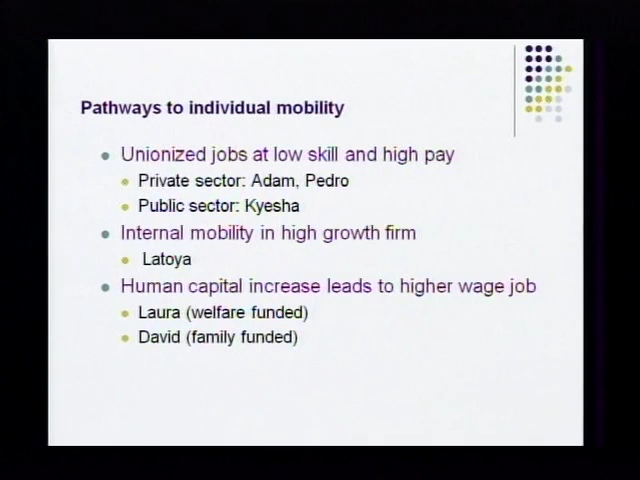 Pathways to individual mobility
Unionized jobs at low skill and high pay
Private sector: Adam, Pedro
Public sector: Kyesha
Internal mobility in high growth firm
Latoya
Human capital increase leads to higher wage job
Laura (welfare funded)
David (family funded)